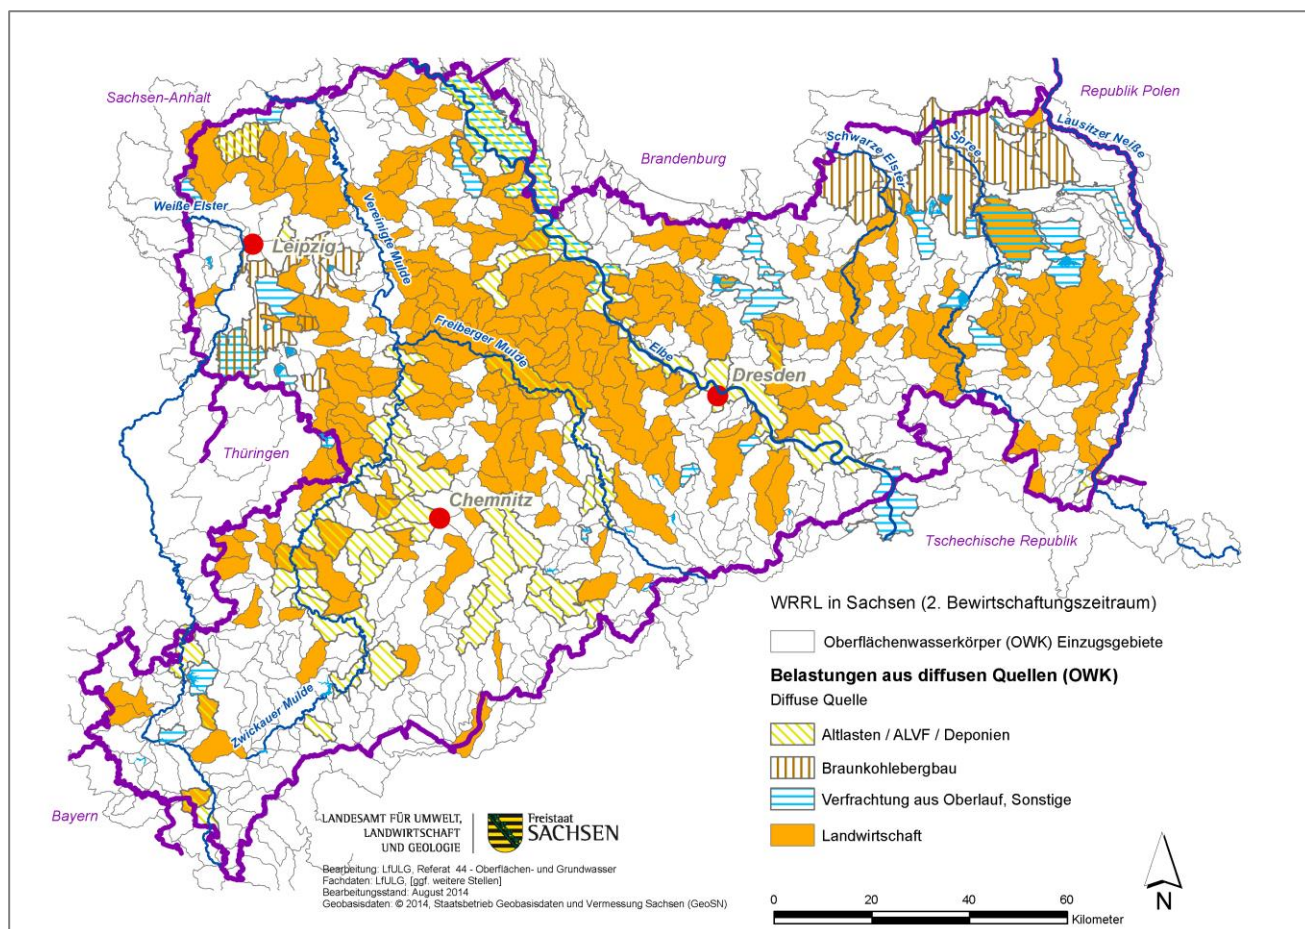 Sachsen-Anhalt
Republik Polen
Brandenburg
Schwarze Elster
Spree
Lausitzer Neiße
Weiße Elster
Leipzig
Vereinigte Mulde
Freiberger Mulde
Elbe
Dresden
Thüringen
Chemnitz
Tschechische Republik
Zwickauer Mulde
Bayern
WRRL in Sachsen (2. Bewirtschaftungszeitraum)
Oberflächenwasserkörper (OWK) Einzugsgebiete
Belastungen aus diffusen Quellen (OWK)
Diffuse Quelle
Altlasten / ALVF / Deponien
Braunkohlebergbau
Verfrachtung aus Oberlauf, Sonstige
Landwirtschaft
LANDESAMT FÜR UMWELT,
LANDWIRTSCHAFT
UND GEOLOGIE
Freistaat
SACHSEN
Bearbeitung: LfULG, Referat 44 - Oberflächen- und Grundwasser
Fachdaten: LfULG, [ggf. weitere Stellen]
Bearbeitungsstand: August 2014
Geobasisdaten: © 2014, Staatsbetrieb Geobasisdaten und Vermessung Sachsen (GeoSN)
0 20 40 60
Kilometer
N